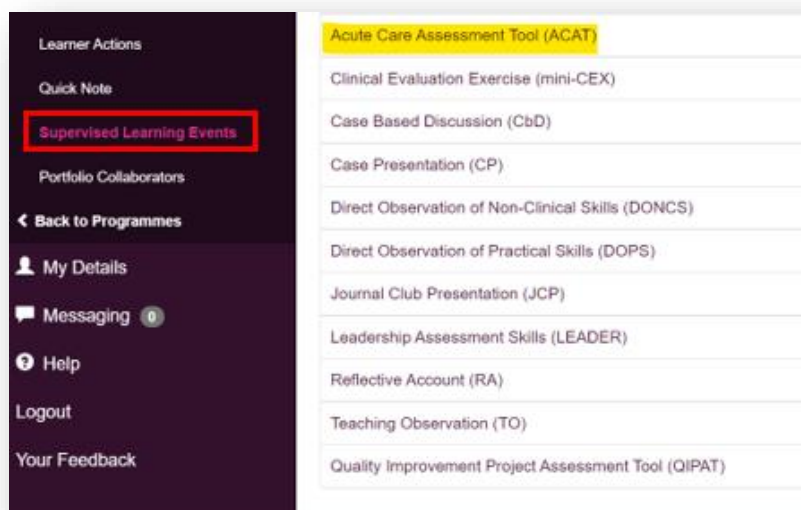 Learner Actions
Quick Note
Supervised Learning Events
Portfolio Collaborators
Back to Programmes
My Details
Messaging 0
Help
Logout
Your Feedback
Acute Care Assessment Tool (ACAT)
Clinical Evaluation Exercise (mini-CEX)
Case Based Discussion (CbD)
Case Presentation (CP)
Direct Observation of Non-Clinical Skills (DONCS)
Direct Observation of Practical Skills (DOPS)
Journal Club Presentation (JCP)
Leadership Assessment Skills (LEADER)
Reflective Account (RA)
Teaching Observation (TO)
Quality Improvement Project Assessment Tool (QIPAT)